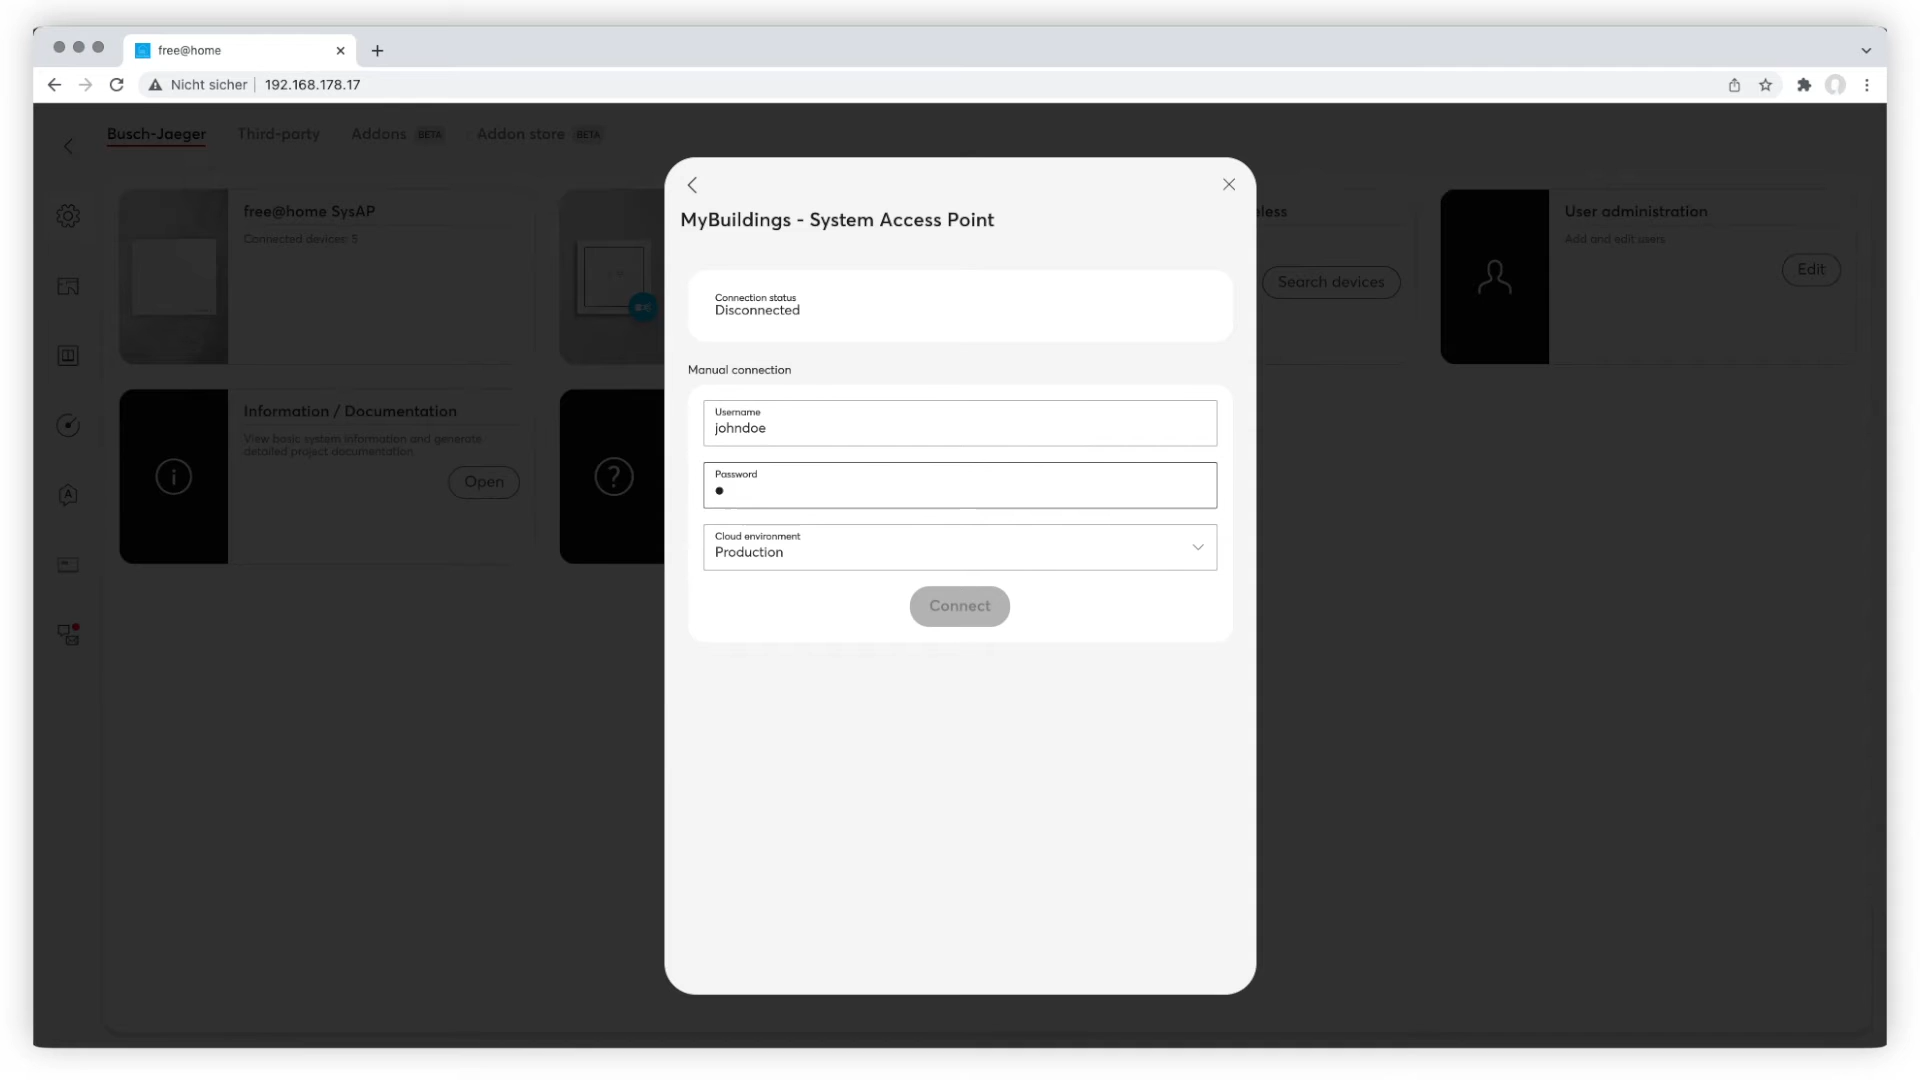 free@home
Nicht sicher
192.168.178.17
Busch-Jaeger
Third-party
Addons BETA
Addon store BETA
free@home SysAP
Connected devices: 5
Search devices
User administration
Add and edit users
Edit
Information / Documentation
View basic system information and generate
detailed project documentation.
Open
MyBuildings - System Access Point
Connection status
Disconnected
Manual connection
Username
johndoe
Password
Cloud environment
Production
Connect